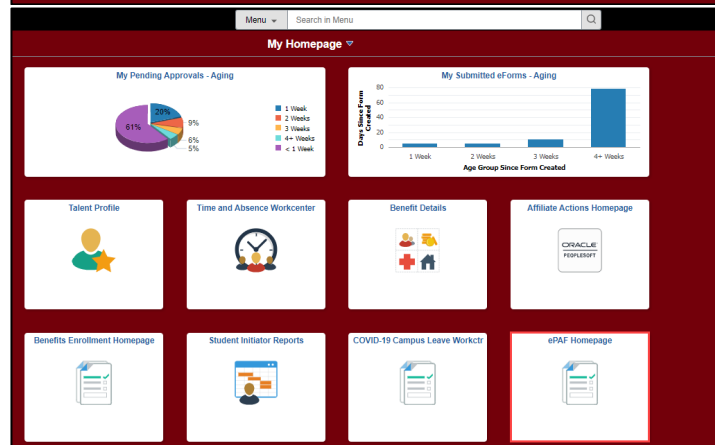 Menu
Search in Menu
My Homepage
My Pending Approvals - Aging
20%
9%
6%
5%
61%
1 Week
2 Weeks
3 Weeks
4+ Weeks
< 1 Week
My Submitted eForms - Aging
Days Since Form
Created
80
60
40
20
0
1 Week
2 Weeks
3 Weeks
4+ Weeks
Age Group Since Form Created
Talent Profile
Time and Absence Workcenter
Benefit Details
Affiliate Actions Homepage
ORACLE
PEOPLESOFT
Benefits Enrollment Homepage
Student Initiator Reports
COVID-19 Campus Leave Workctr
ePAF Homepage